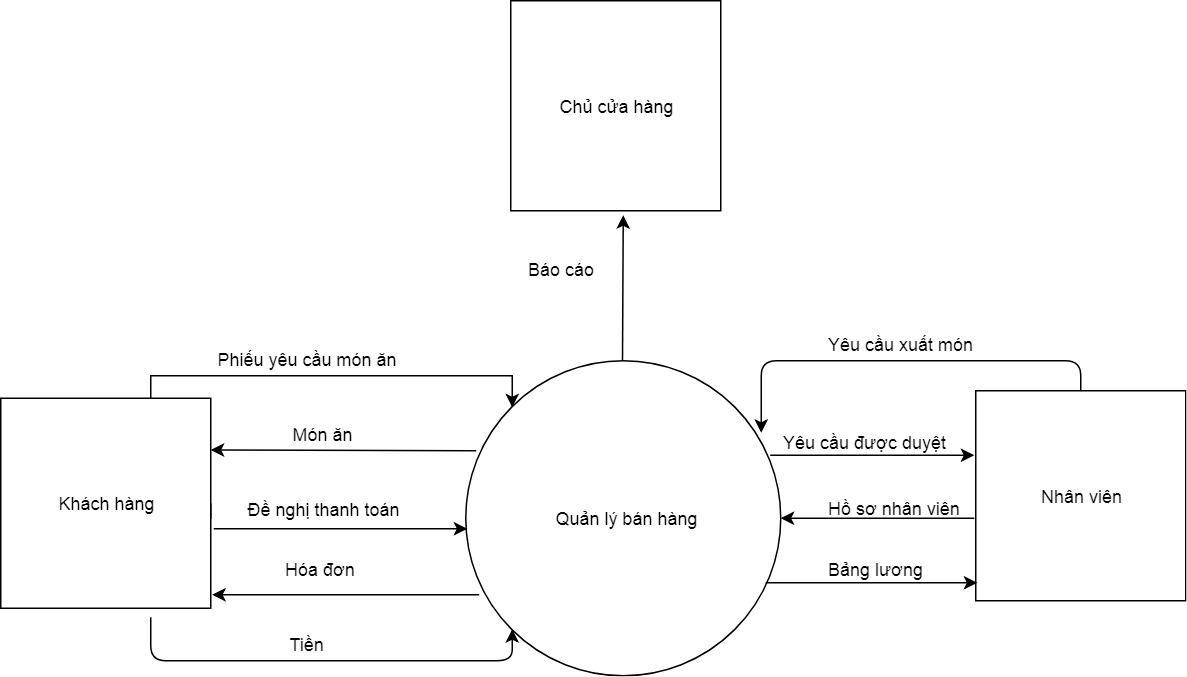 Chủ cửa hàng
Báo cáo
Phiếu yêu cầu món ăn
Yêu cầu xuất món
Món ăn
Yêu cầu được duyệt
Khách hàng
Đề nghị thanh toán
Quản lý bán hàng
Hồ sơ nhân viên
Nhân viên
Hóa đơn
Bảng lương
Tiền